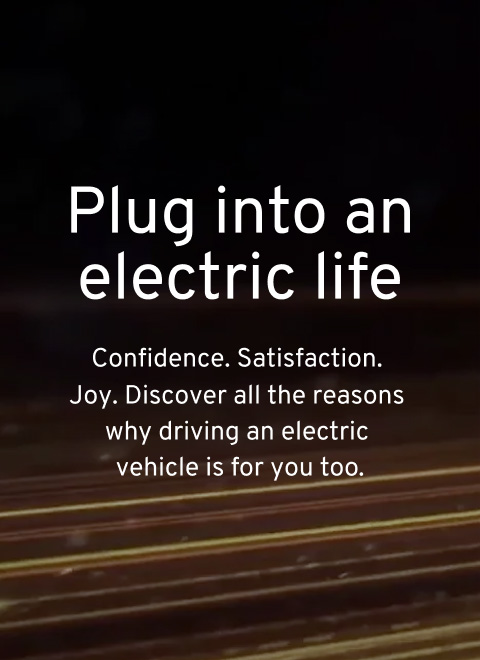 Plug into an
electric life
Confidence. Satisfaction.
Joy. Discover all the reasons
why driving an electric
vehicle is for you too.